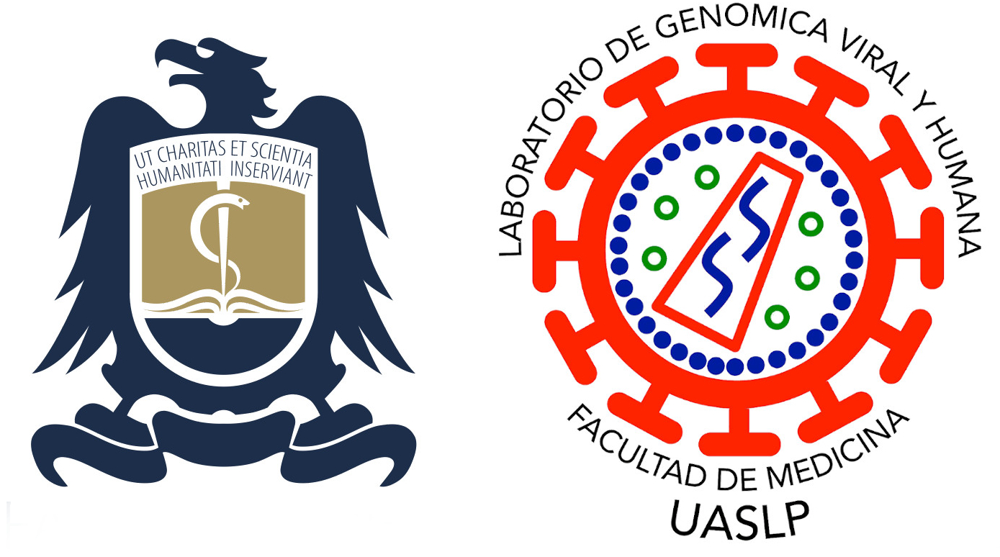 UT CHARITAS ET SCIENTIA
HUMANITATI INSERVIANT
LABORATORIO DE GENOMICA VIRAL Y HUMANA
FACULTAD DE MEDICINA
UASLP